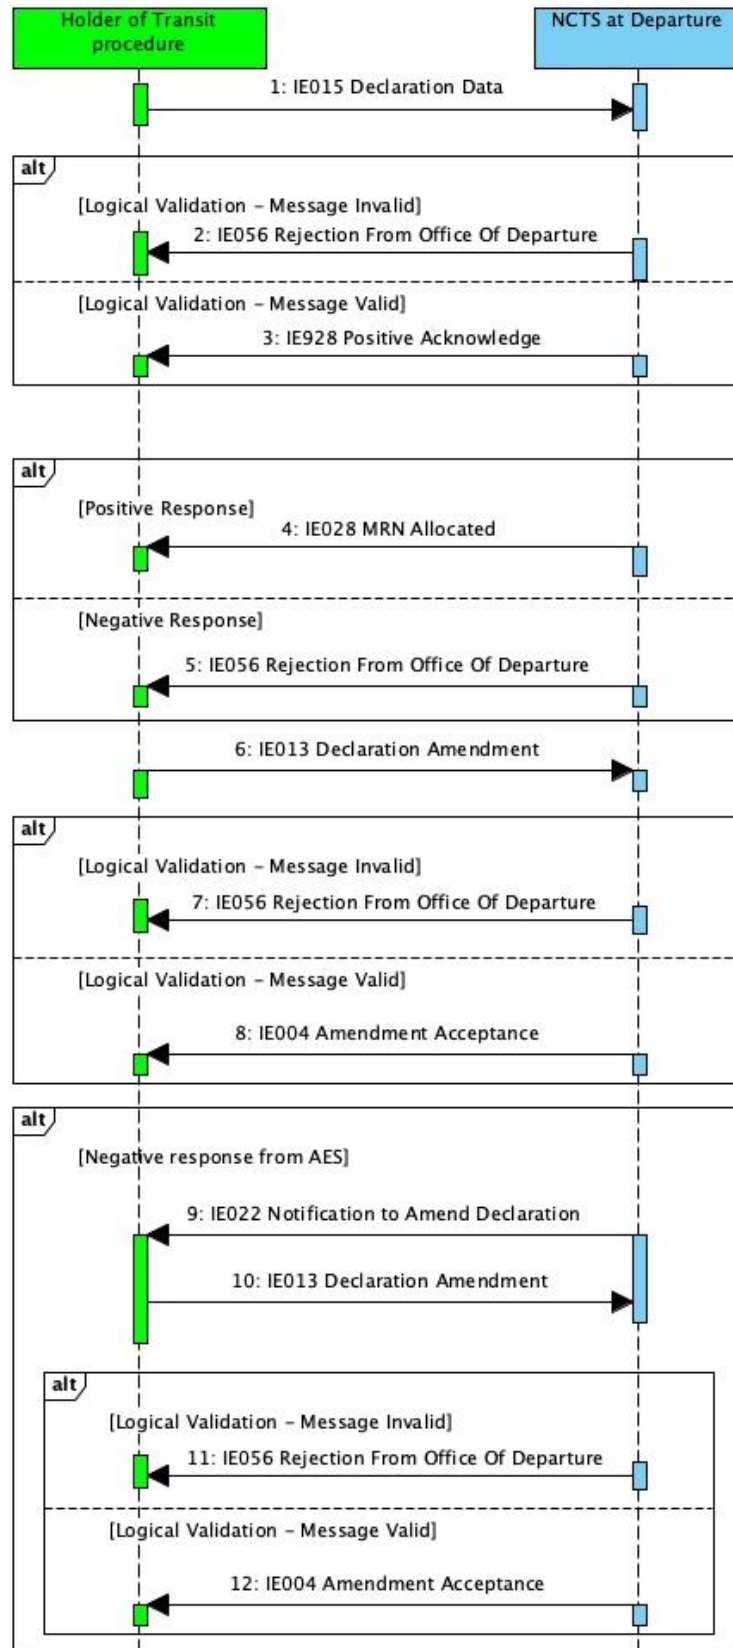 Holder of Transit
procedure
NCTS at Departure
1: IE015 Declaration Data
alt
[Logical Validation – Message Invalid]
2: IE056 Rejection From Office Of Departure
[Logical Validation – Message Valid]
3: IE928 Positive Acknowledge
alt
[Positive Response]
4: IE028 MRN Allocated
[Negative Response]
5: IE056 Rejection From Office Of Departure
6: IE013 Declaration Amendment
alt
[Logical Validation – Message Invalid]
7: IE056 Rejection From Office Of Departure
[Logical Validation – Message Valid]
8: IE004 Amendment Acceptance
alt
[Negative response from AES]
9: IE022 Notification to Amend Declaration
10: IE013 Declaration Amendment
alt
[Logical Validation – Message Invalid]
11: IE056 Rejection From Office Of Departure
[Logical Validation – Message Valid]
12: IE004 Amendment Acceptance